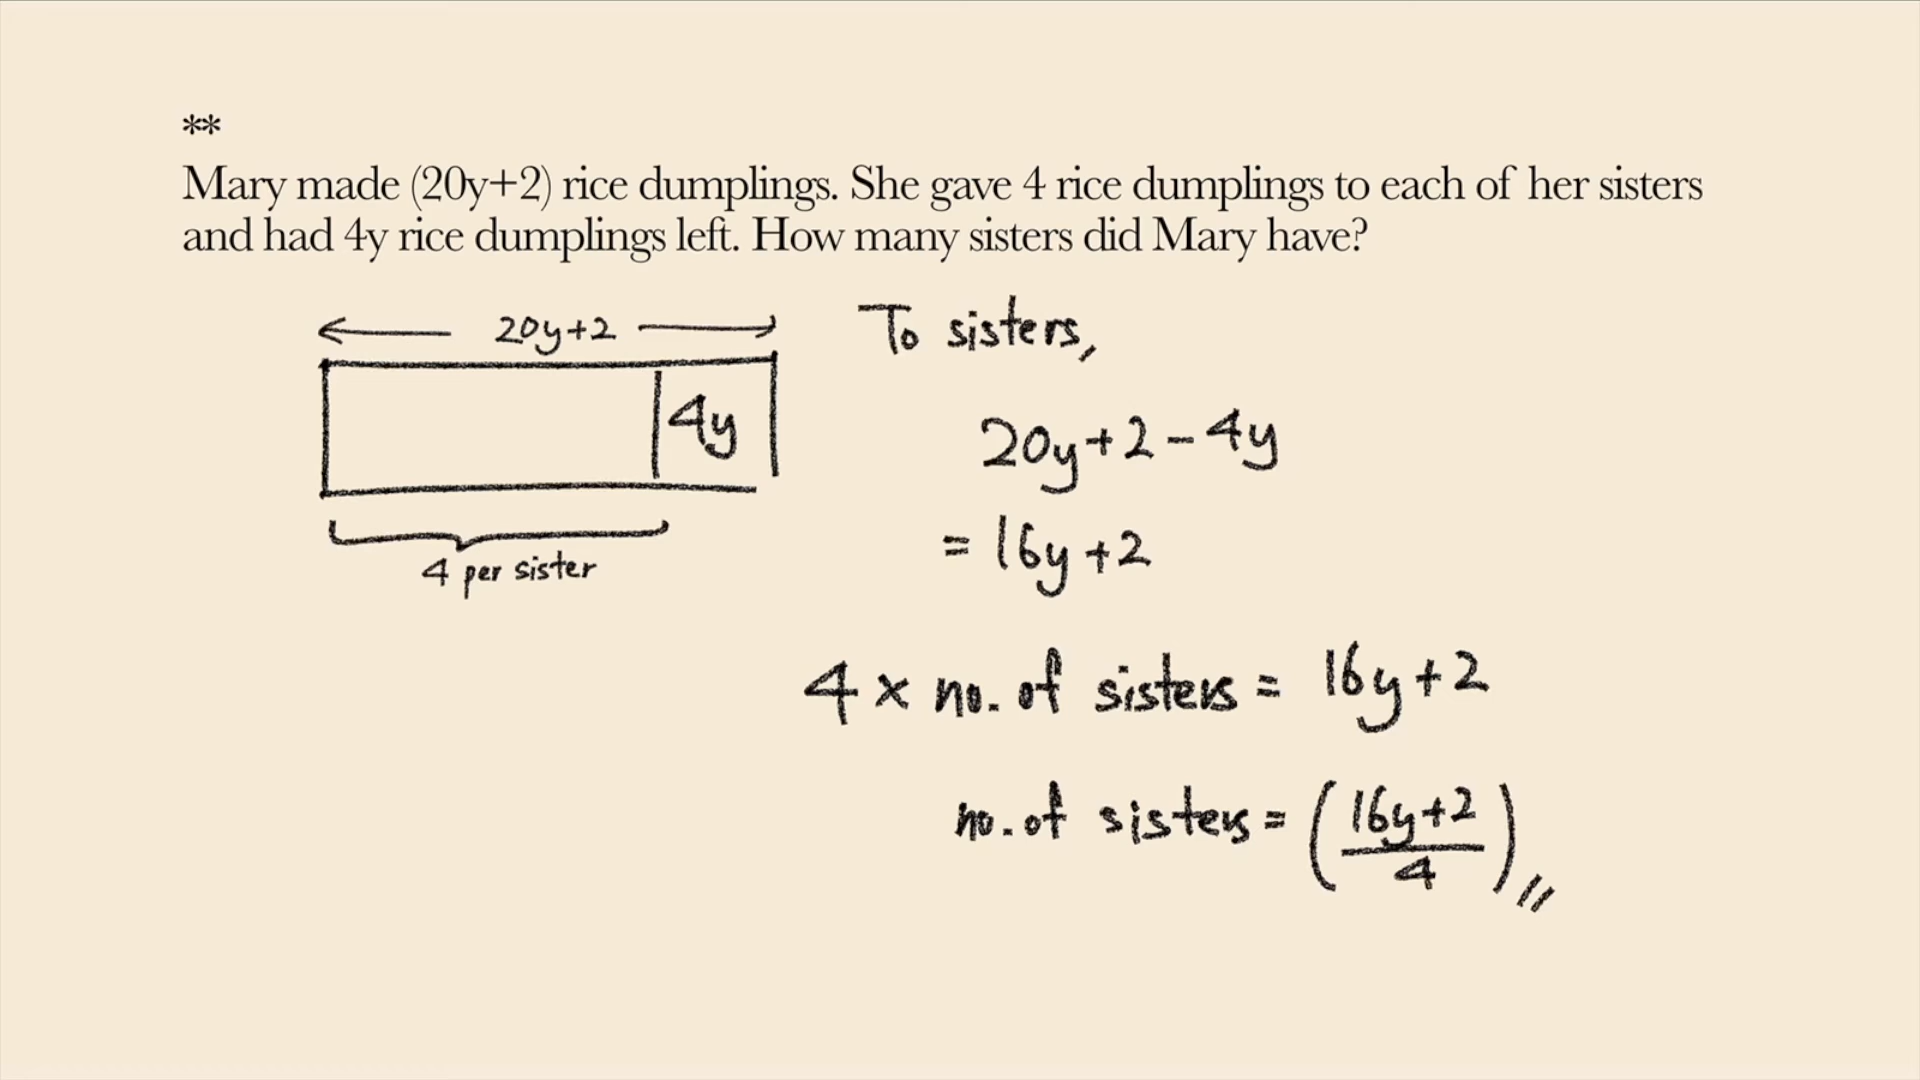 **
Mary made (20y+2) rice dumplings. She gave 4 rice dumplings to each of her sisters
and had 4y rice dumplings left. How many sisters did Mary have?
20y+2
4y
4 per sister
To sisters,
20y+2-4y
= 16y+2
4 × no. of sisters = 16y+2
no. of sisters = (16y+2/4)